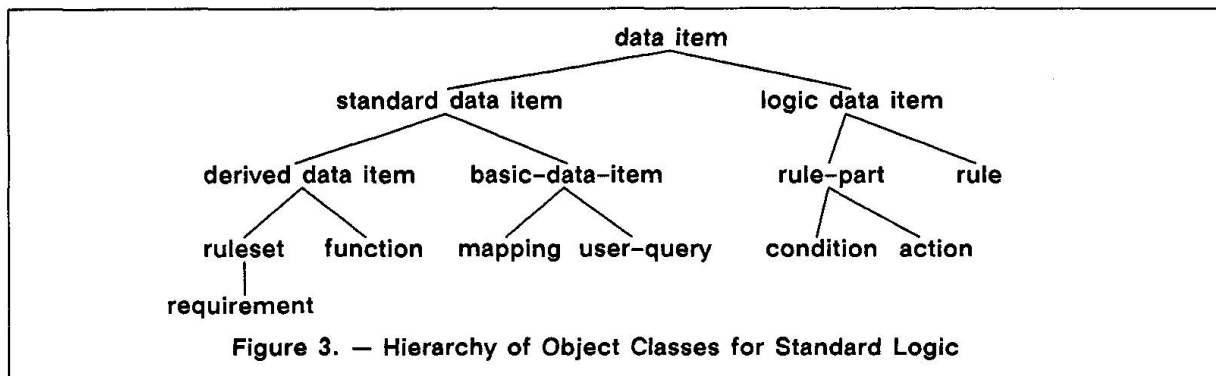 data item
standard data item logic data item
derived data item basic-data-item rule-part rule
ruleset function mapping user-query condition action
requirement
Figure 3. — Hierarchy of Object Classes for Standard Logic